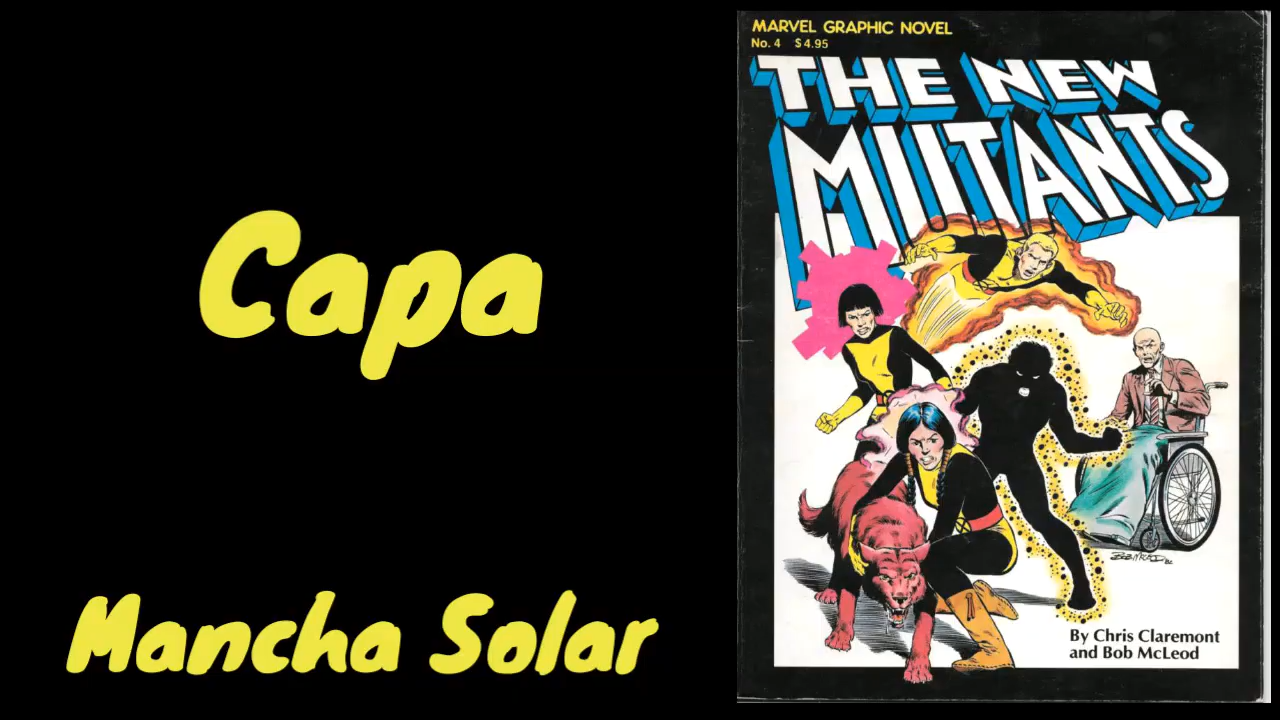 Capa
Mancha Solar
MARVEL GRAPHIC NOVEL
No. 4 $4.95
THE NEW
MUTANTS
By Chris Claremont
and Bob McLeod